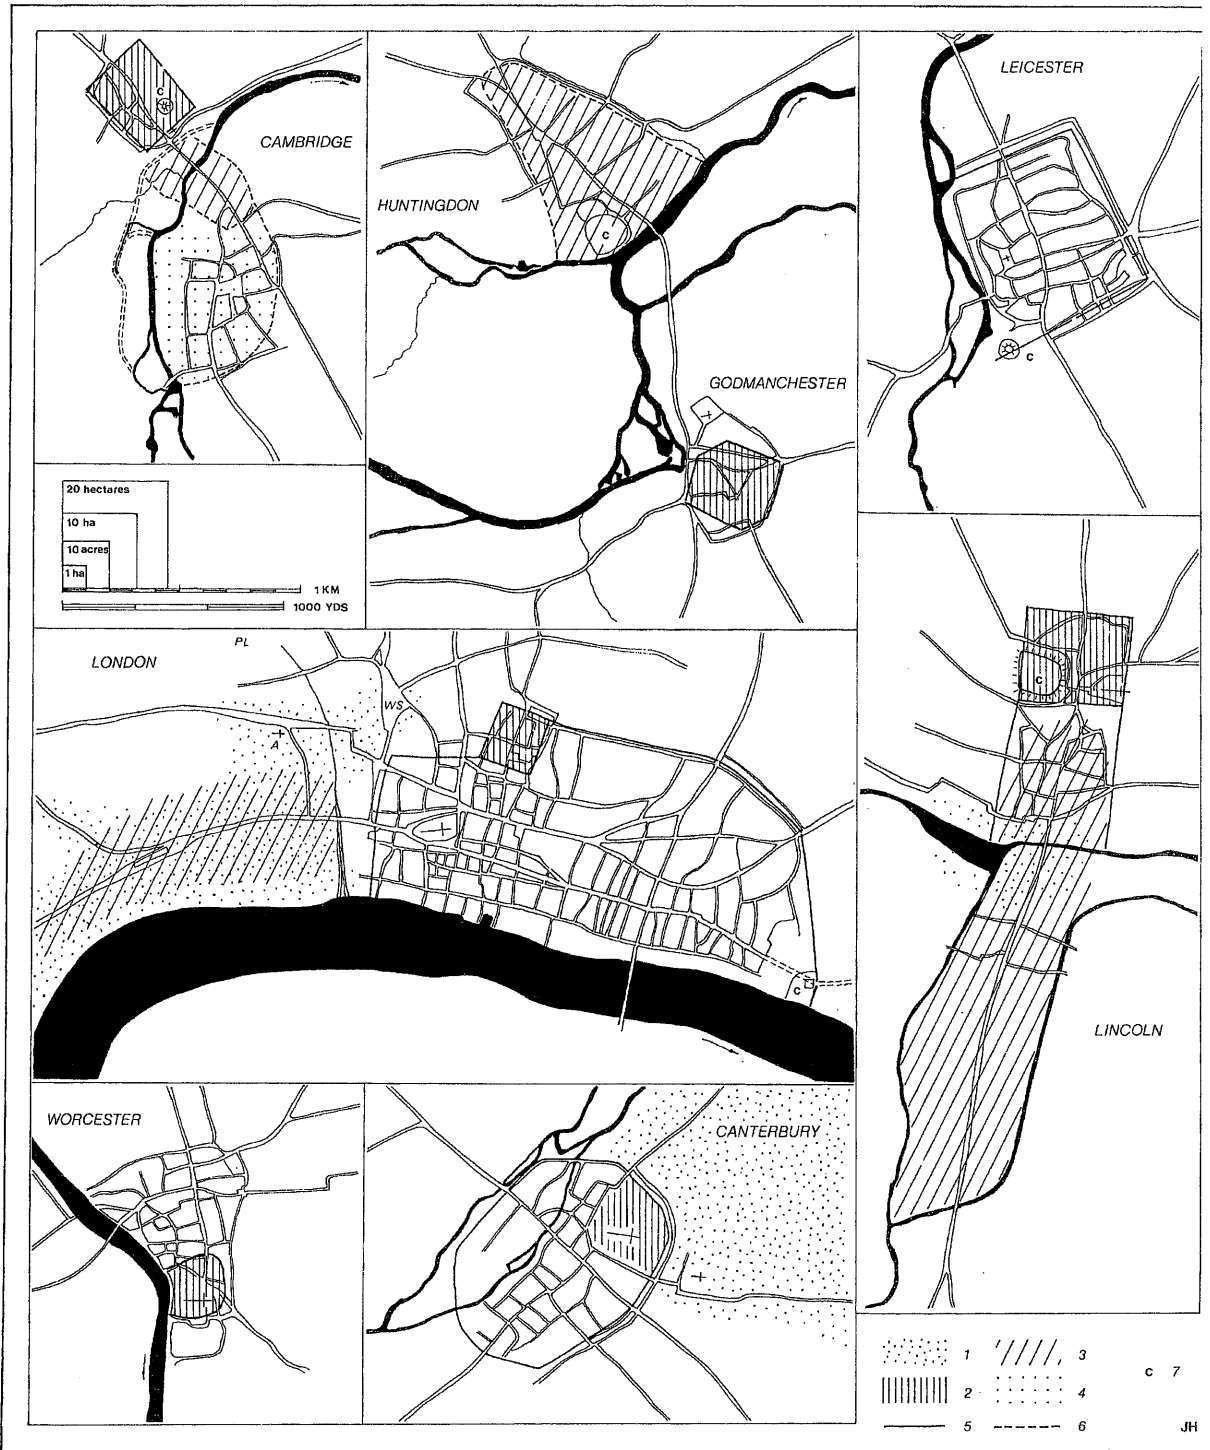 CAMBRIDGE
C
HUNTINGDON
C
GODMANCHESTER
LEICESTER
C
20 hectares
10 ha
10 acres
1 ha
1 KM
1000 YDS
LONDON
PL
WS
A
C
C
LINCOLN
WORCESTER
CANTERBURY
1
3
C 7
2
4
5
6
JH